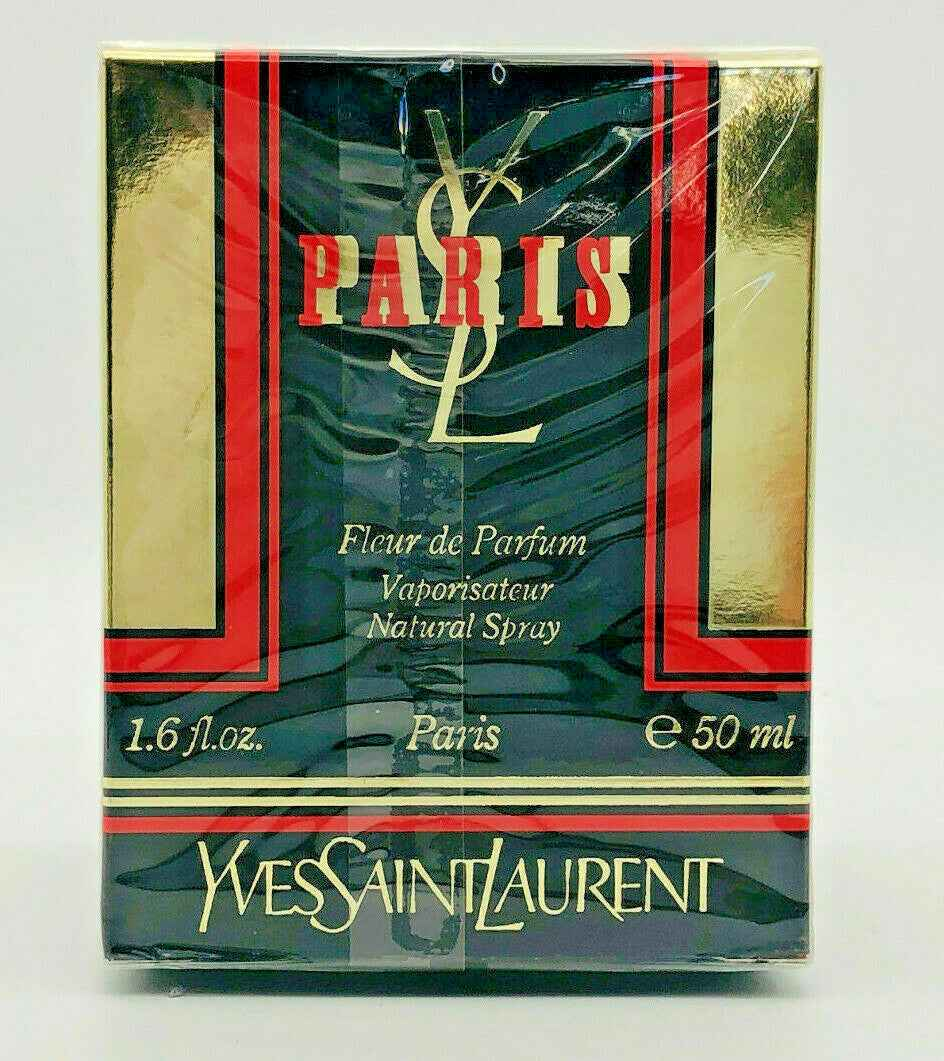 YSL
PARIS
Fleur de Parfum
Vaporisateur
Natural Spray
1.6 fl.oz. Paris e 50 ml
YVESSAINTLAURENT